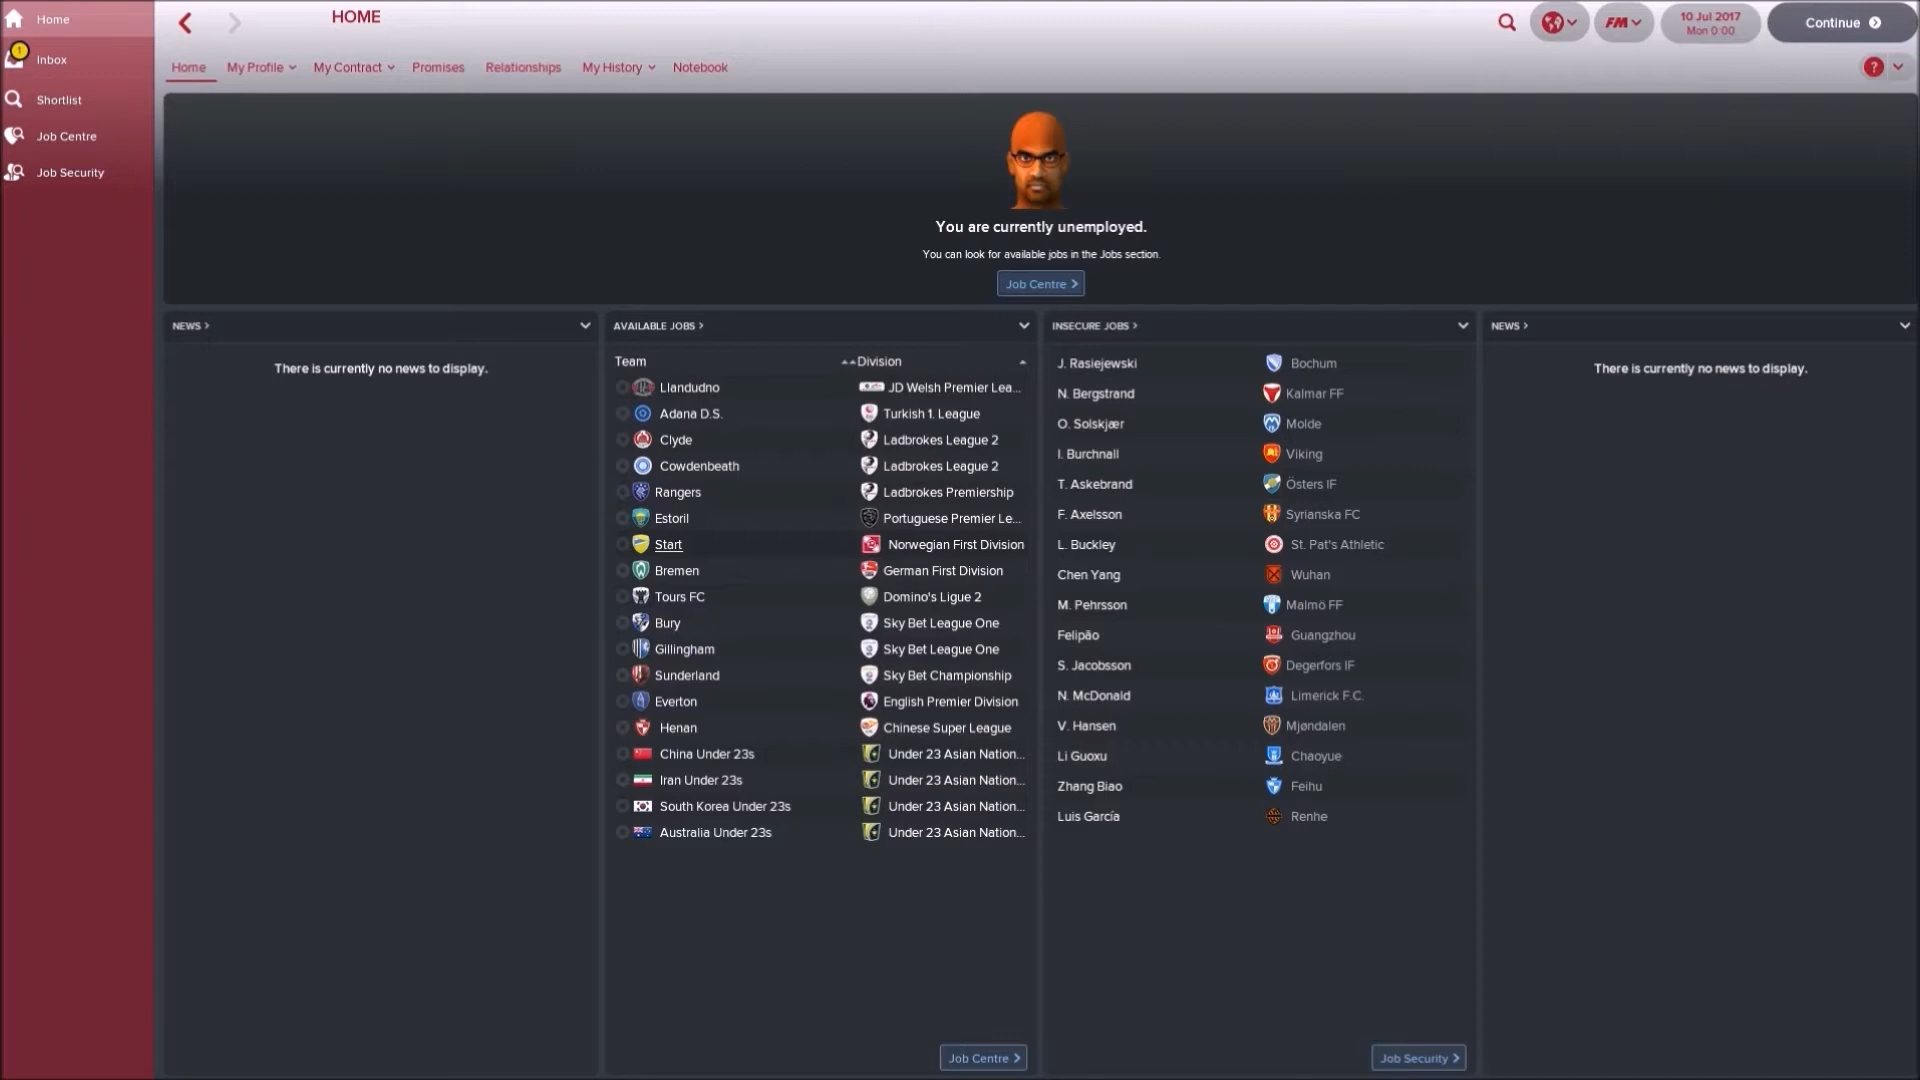 Home
HOME
10 Jul 2017
Mon 0:00
FM
Continue
1
Inbox
Home My Profile My Contract Promises Relationships My History Notebook
?
Shortlist
Job Centre
Job Security
You are currently unemployed.
You can look for available jobs in the Jobs section.
Job Centre >
NEWS >
There is currently no news to display.
AVAILABLE JOBS >
Team Division
Llandudno JD Welsh Premier Lea...
Adana D.S. Turkish 1. League
Clyde Ladbrokes League 2
Cowdenbeath Ladbrokes League 2
Rangers Ladbrokes Premiership
Estoril Portuguese Premier Le...
Start Norwegian First Division
Bremen German First Division
Tours FC Domino's Ligue 2
Bury Sky Bet League One
Gillingham Sky Bet League One
Sunderland Sky Bet Championship
Everton English Premier Division
Henan Chinese Super League
China Under 23s Under 23 Asian Nation...
Iran Under 23s Under 23 Asian Nation...
South Korea Under 23s Under 23 Asian Nation...
Australia Under 23s Under 23 Asian Nation...
Job Centre >
INSECURE JOBS >
J. Rasiejewski Bochum
N. Bergstrand Kalmar FF
O. Solskjær Molde
I. Burchnall Viking
T. Askebrand Östers IF
F. Axelsson Syrianska FC
L. Buckley St. Pat's Athletic
Chen Yang Wuhan
M. Pehrsson Malmö FF
Felipão Guangzhou
S. Jacobsson Degerfors IF
N. McDonald Limerick F.C.
V. Hansen Mjøndalen
Li Guoxu Chaoyue
Zhang Biao Feihu
Luis García Renhe
Job Security >
NEWS >
There is currently no news to display.